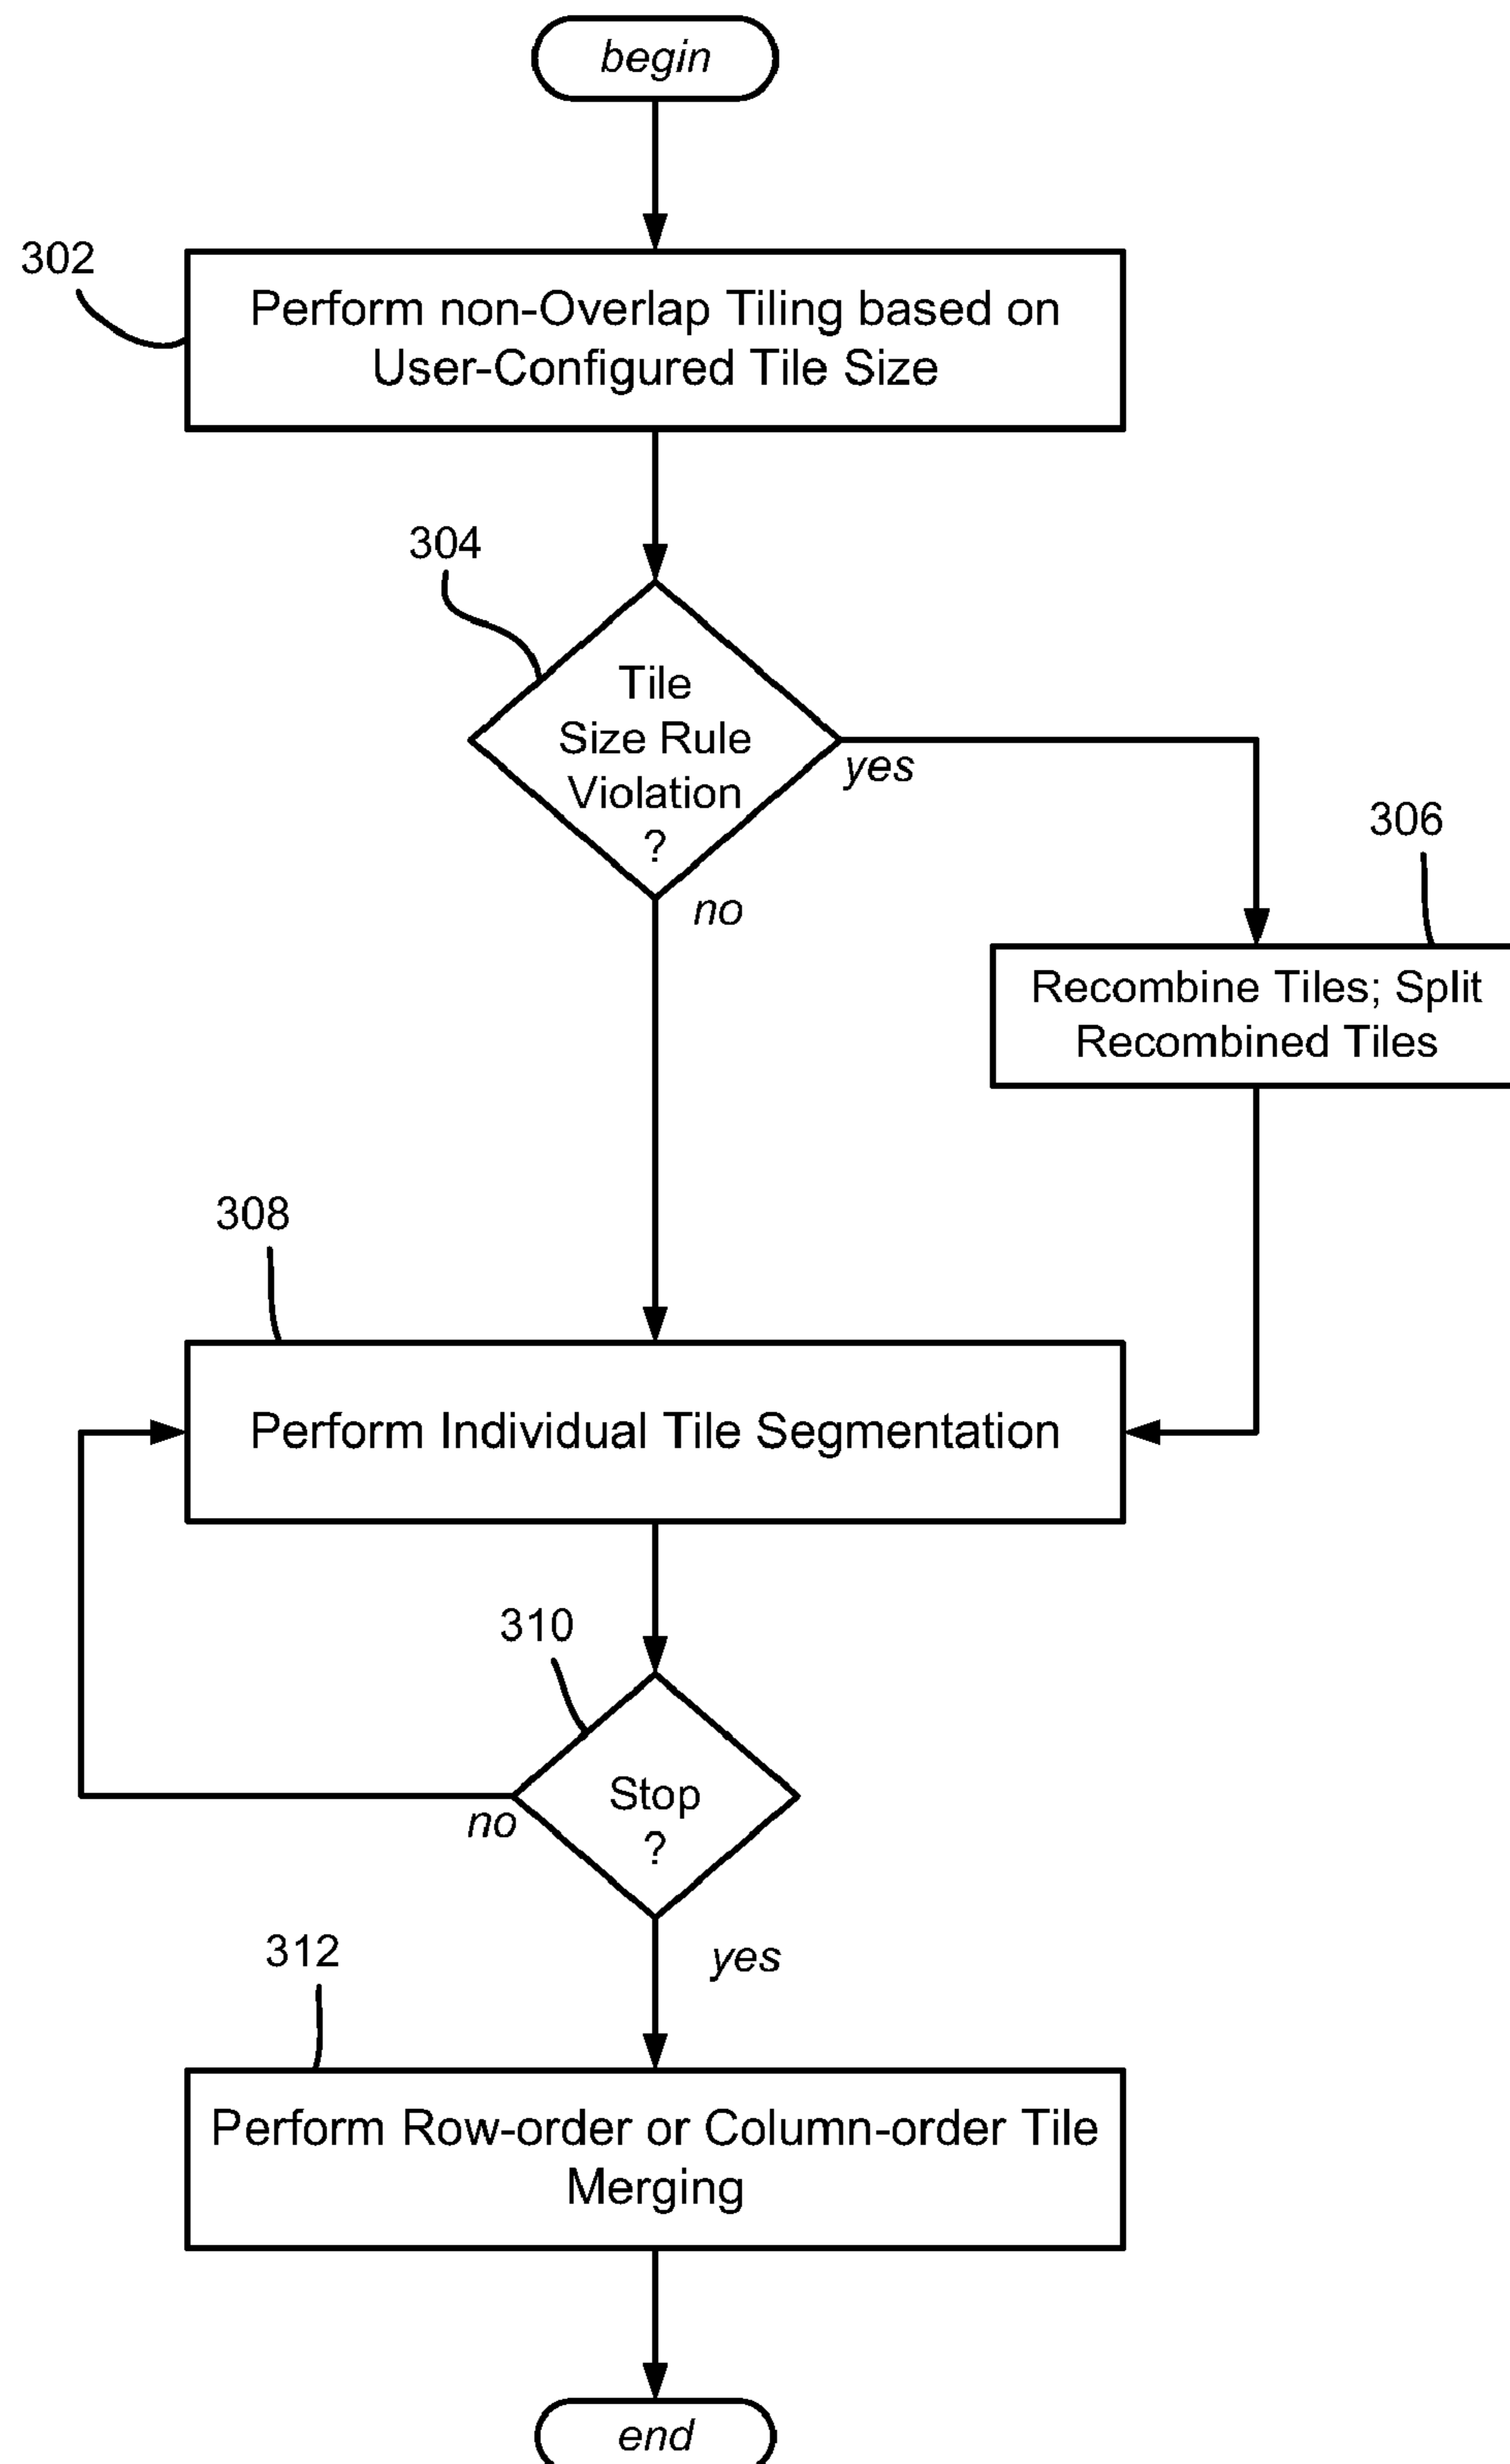 begin
302
Perform non-Overlap Tiling based on
User-Configured Tile Size
304
Tile
Size Rule
Violation
?
yes
no
306
Recombine Tiles; Split
Recombined Tiles
308
Perform Individual Tile Segmentation
310
Stop
?
no
yes
312
Perform Row-order or Column-order Tile
Merging
end